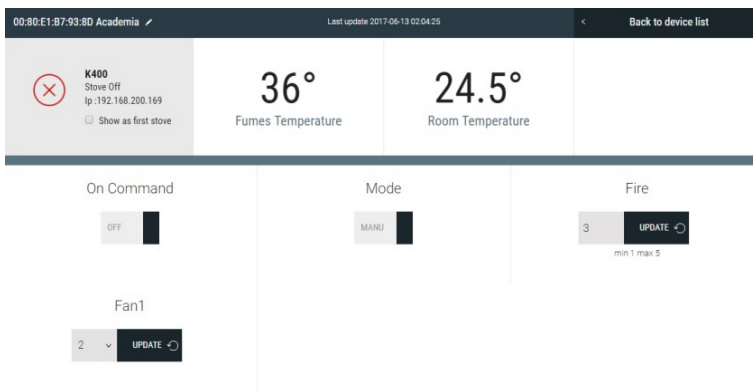 00:80:E1:B7:93:8D Academia
Last update 2017-06-13 02:04:25
< Back to device list
K400
Stove Off
Ip :192.168.200.169
Show as first stove
36°
Fumes Temperature
24.5°
Room Temperature
On Command
OFF
Mode
MANU
Fire
3 UPDATE
min 1 max 5
Fan1
2 UPDATE